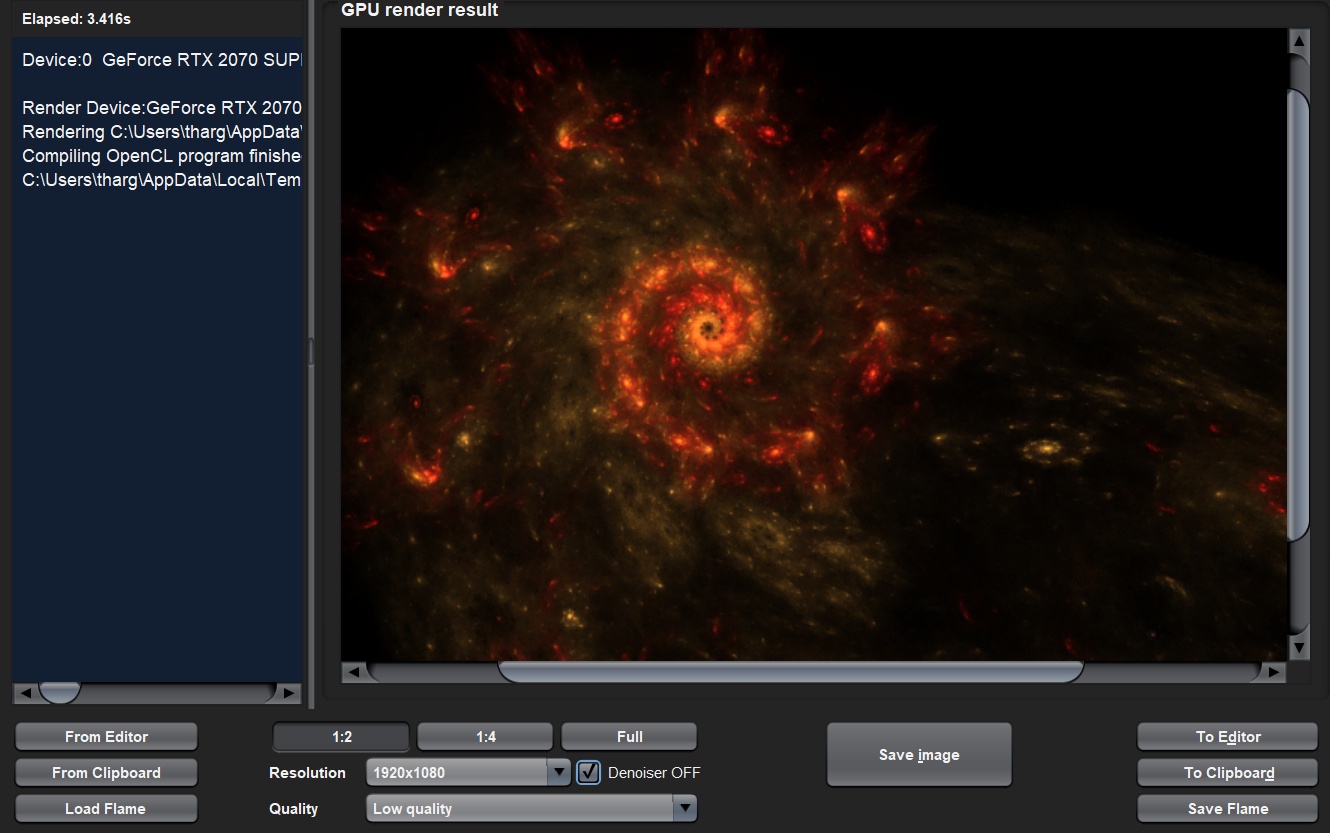 Elapsed: 3.416s
GPU render result
Device:0 GeForce RTX 2070 SUP
Render Device:GeForce RTX 2070
Rendering C:\Users\tharg\AppData\
Compiling OpenCL program finishe
C:\Users\tharg\AppData\Local\Tem
From Editor
1:2
1:4
Full
Save image
To Editor
From Clipboard
Resolution
1920x1080
Denoiser OFF
To Clipboard
Load Flame
Quality
Low quality
Save Flame